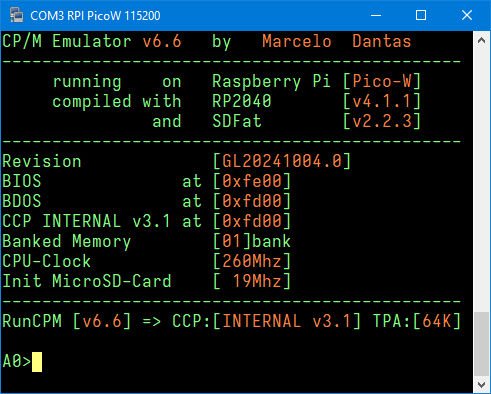 COM3 RPI PicoW 115200
CP/M Emulator v6.6 by Marcelo Dantas
--------------------------------------------
running on Raspberry Pi [Pico-W]
compiled with RP2040 [v4.1.1]
and SDFat [v2.2.3]
--------------------------------------------
Revision [GL20241004.0]
BIOS at [0xfe00]
BDOS at [0xfd00]
CCP INTERNAL v3.1 at [0xfd00]
Banked Memory [01]bank
CPU-Clock [260Mhz]
Init MicroSD-Card [ 19Mhz]
--------------------------------------------
RunCPM [v6.6] => CCP:[INTERNAL v3.1] TPA:[64K]
A0>